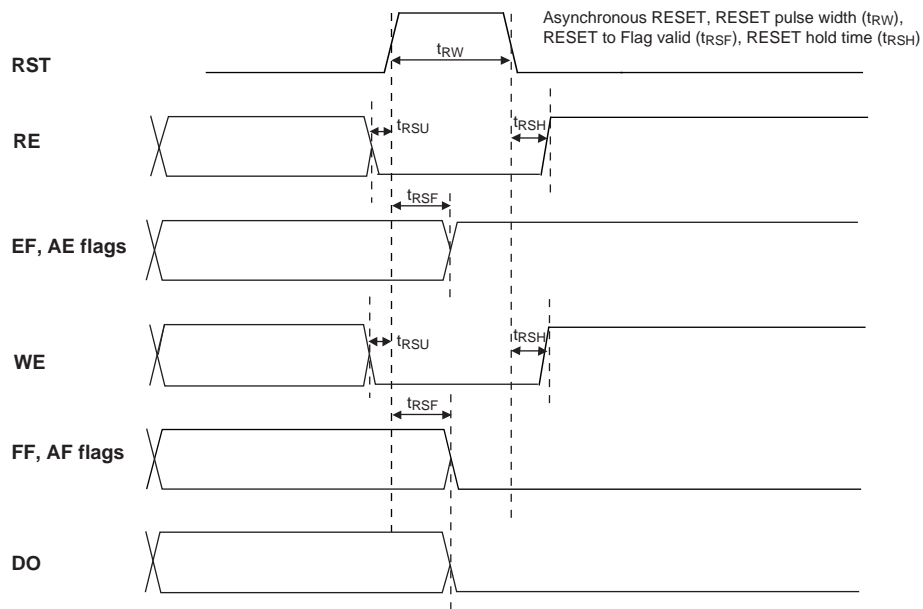 Asynchronous RESET, RESET pulse width (tRW),
RESET to Flag valid (tRSF), RESET hold time (tRSH)
tRW
RST
tRSU
tRSH
RE
tRSF
EF, AE flags
tRSU
tRSH
WE
tRSF
FF, AF flags
DO